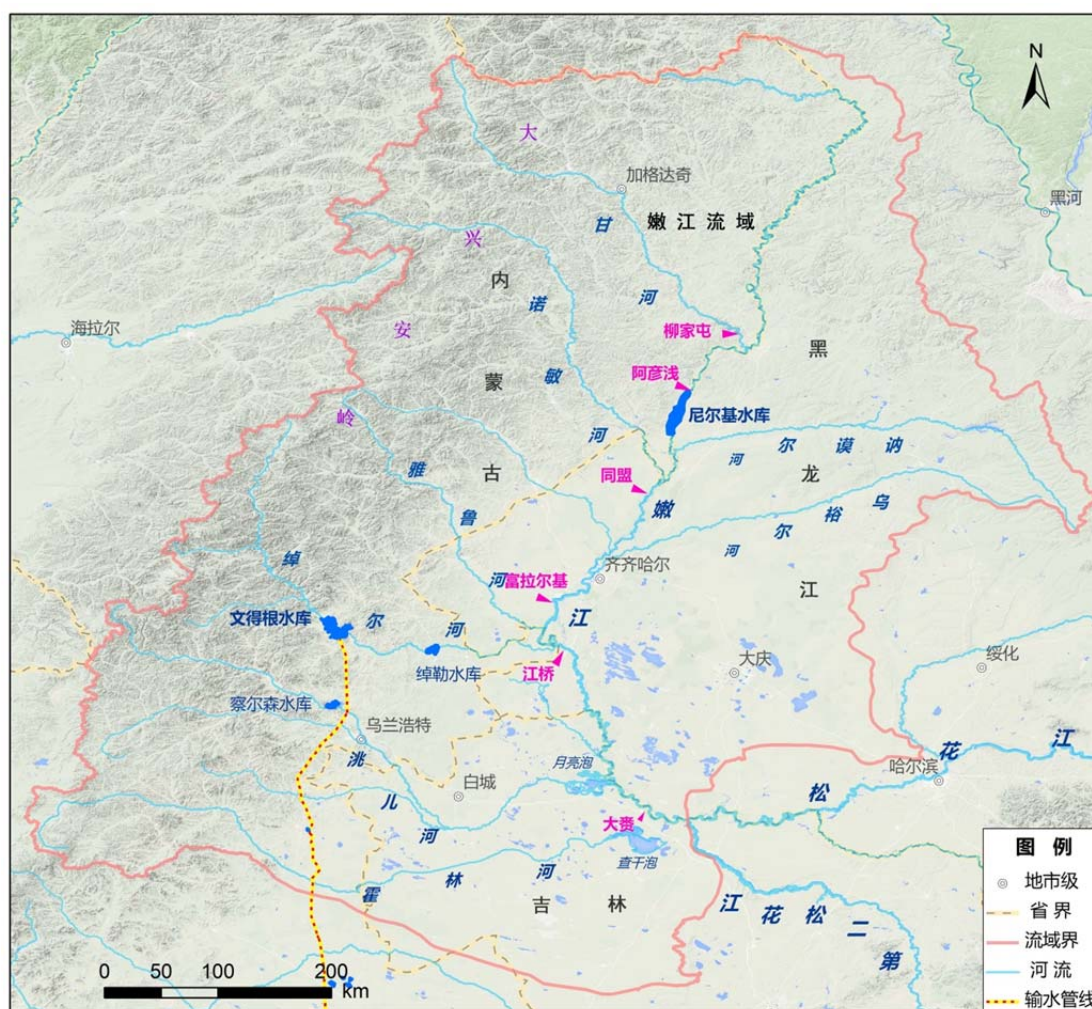 N
大
兴
安
岭
加格达奇
黑河
嫩江流域
甘
河
内
蒙
古
诺
敏
河
海拉尔
柳家屯
黑
龙
江
阿彦浅
尼尔基水库
讷
谟
尔
河
乌
裕
尔
河
同盟
嫩
江
雅
鲁
河
齐齐哈尔
富拉尔基
绰
尔
河
文得根水库
绰勒水库
江桥
大庆
绥化
察尔森水库
乌兰浩特
洮
儿
河
白城
月亮泡
哈尔滨
松
花
江
大赉
查干泡
霍
林
河
吉林
第
二
松
花
江
图例
地市级
省界
流域界
河流
输水管线
0 50 100 200
km